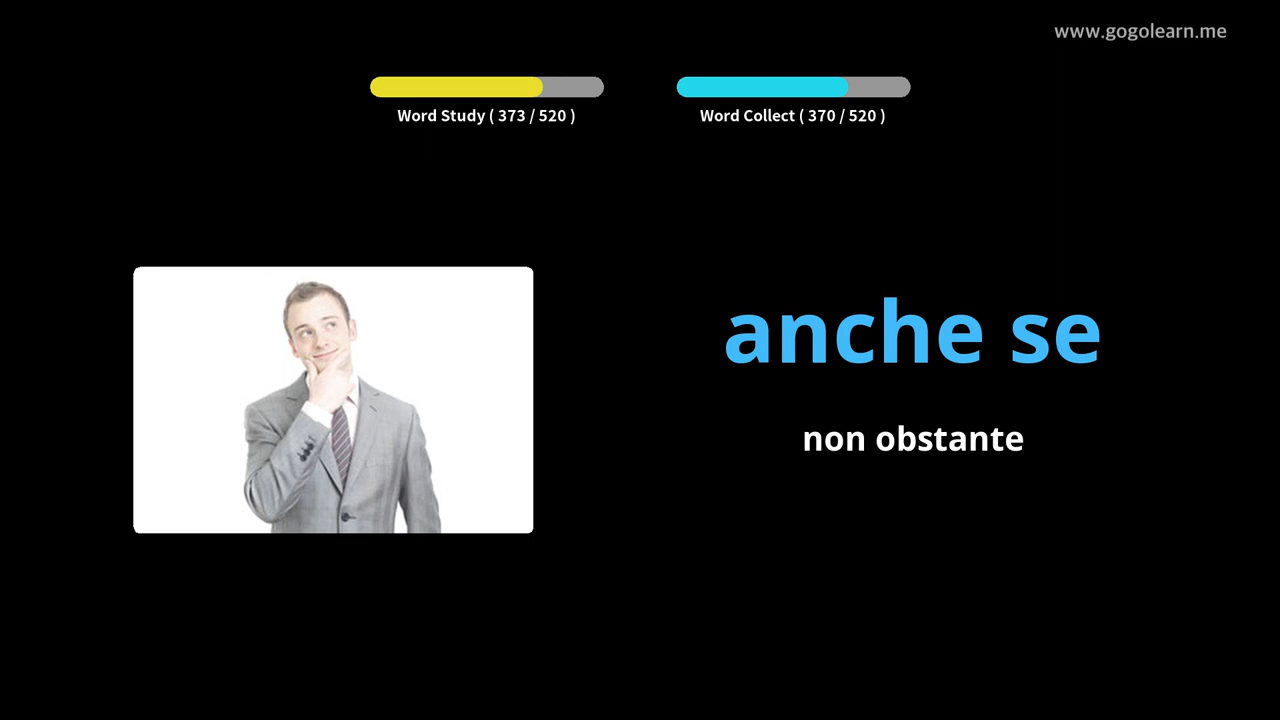 www.gogolearn.me
Word Study ( 373 / 520 )
Word Collect ( 370 / 520 )
anche se
non obstante